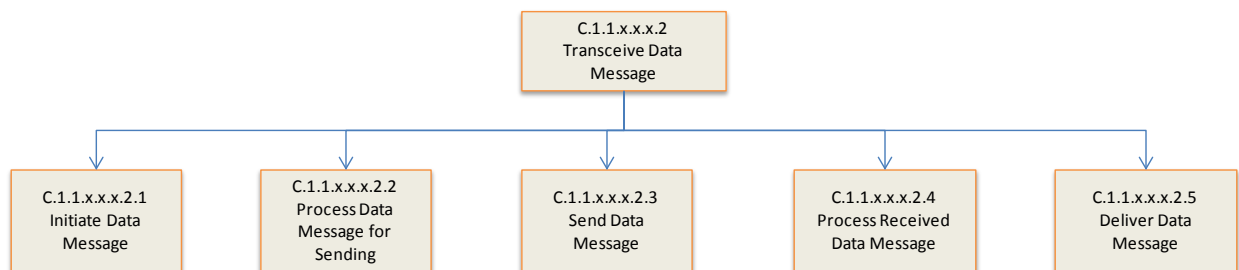 C.1.1.x.x.x.2
Transceive Data
Message
C.1.1.x.x.x.2.1
Initiate Data
Message
C.1.1.x.x.x.2.2
Process Data
Message for
Sending
C.1.1.x.x.x.2.3
Send Data
Message
C.1.1.x.x.x.2.4
Process Received
Data Message
C.1.1.x.x.x.2.5
Deliver Data
Message